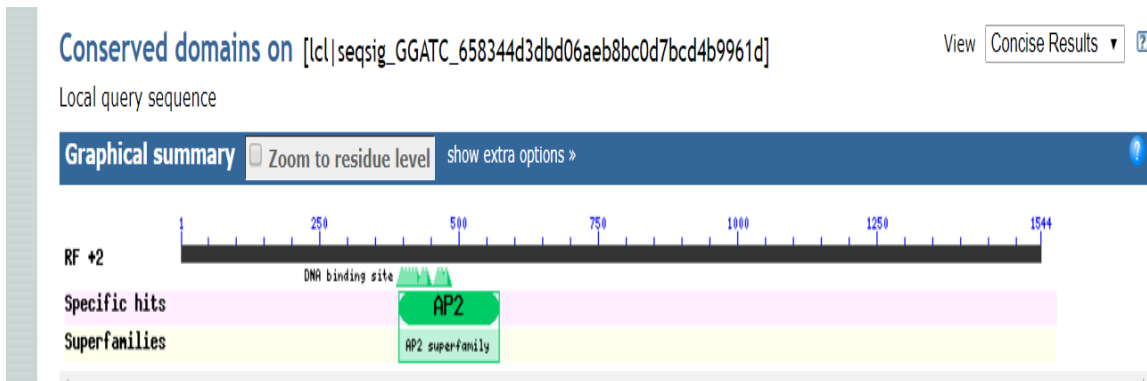 Conserved domains on [lcl|seqsig_GGATC_658344d3dbd06aeb8bc0d7bcd4b9961d]
View Concise Results ▼ ?
Local query sequence
Graphical summary Zoom to residue level show extra options » ?
1 250 500 750 1000 1250 1544
RF +2
DNA binding site
Specific hits AP2
Superfamilies AP2 superfamily